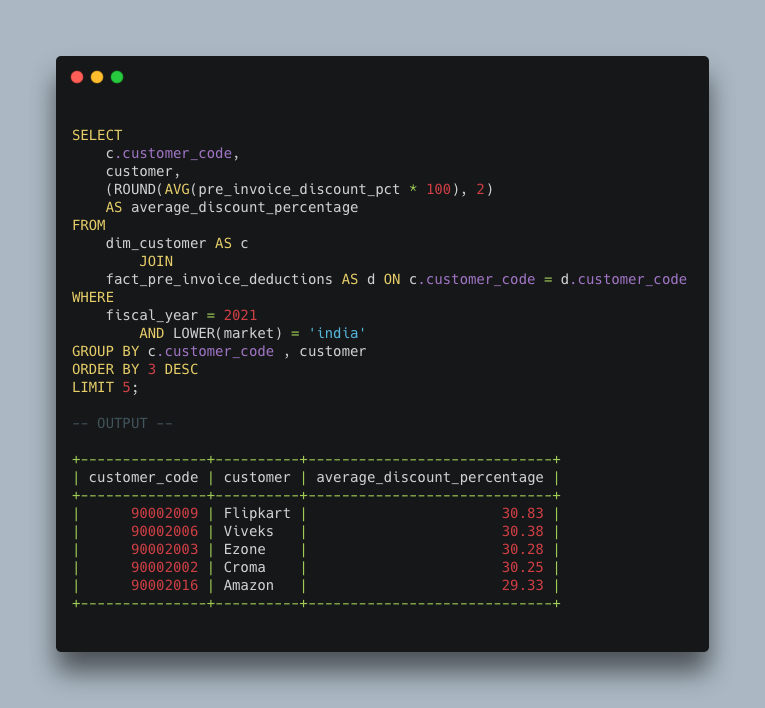 SELECT
    c.customer_code,
    customer,
    (ROUND(AVG(pre_invoice_discount_pct * 100), 2)
    AS average_discount_percentage
FROM
    dim_customer AS c
        JOIN
    fact_pre_invoice_deductions AS d ON c.customer_code = d.customer_code
WHERE
    fiscal_year = 2021
        AND LOWER(market) = 'india'
GROUP BY c.customer_code , customer
ORDER BY 3 DESC
LIMIT 5;
-- OUTPUT --
+---------------+----------+-----------------------------+
| customer_code | customer | average_discount_percentage |
+---------------+----------+-----------------------------+
|      90002009 | Flipkart |                       30.83 |
|      90002006 | Viveks   |                       30.38 |
|      90002003 | Ezone    |                       30.28 |
|      90002002 | Croma    |                       30.25 |
|      90002016 | Amazon   |                       29.33 |
+---------------+----------+-----------------------------+